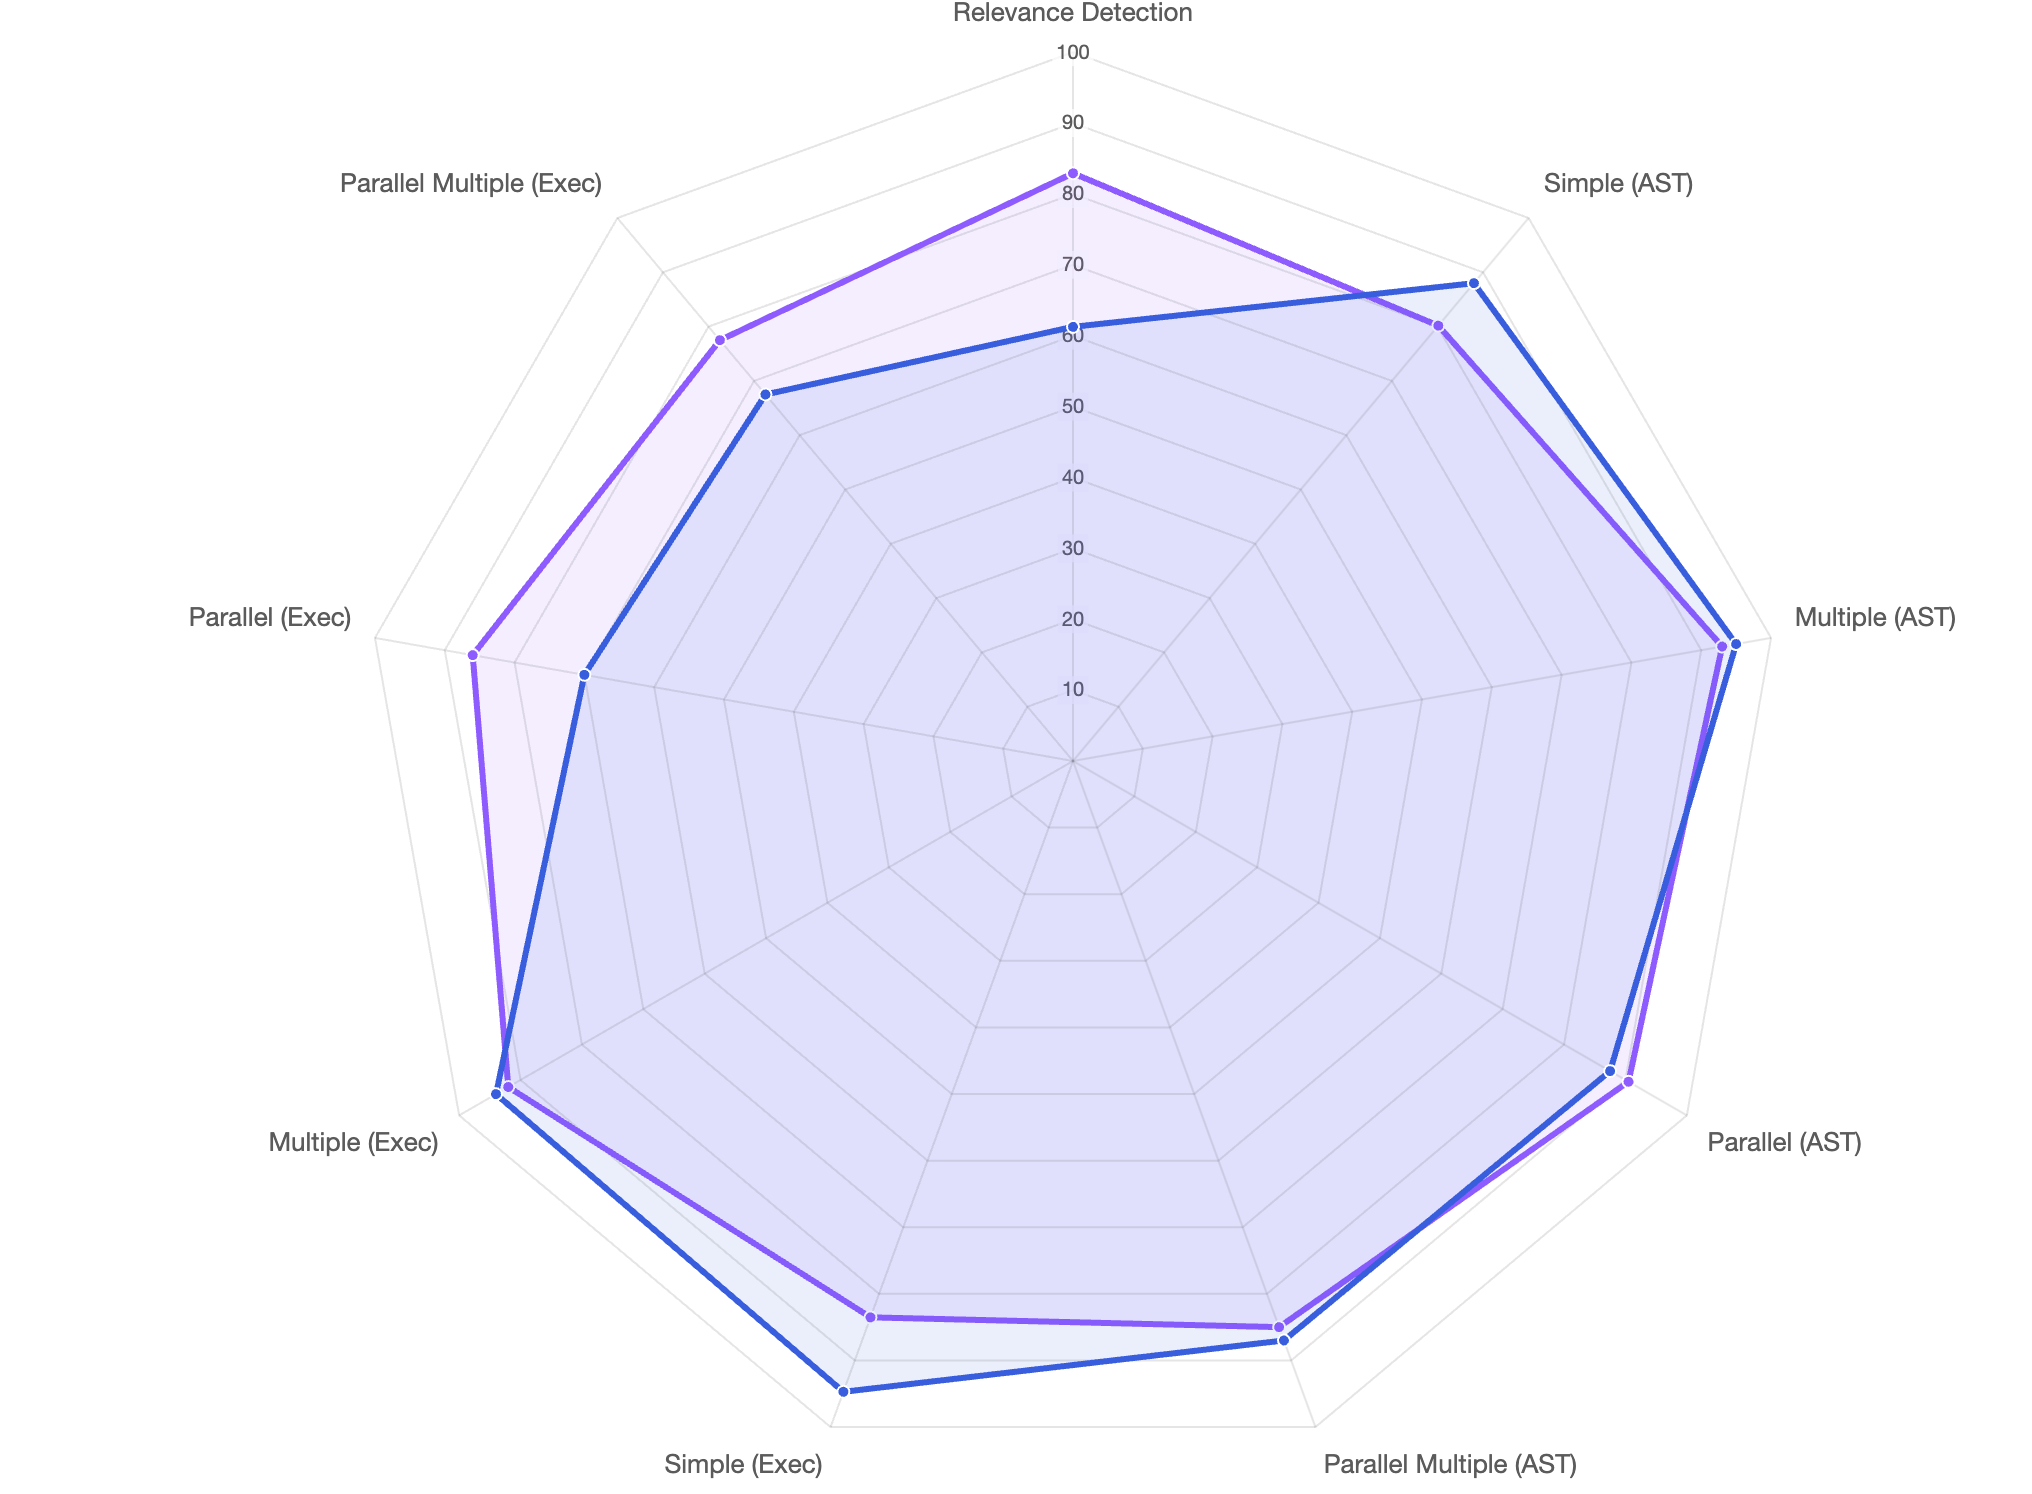 Relevance Detection
100
90
80
70
60
50
40
30
20
10
Simple (AST)
Multiple (AST)
Parallel (AST)
Parallel Multiple (AST)
Simple (Exec)
Multiple (Exec)
Parallel (Exec)
Parallel Multiple (Exec)